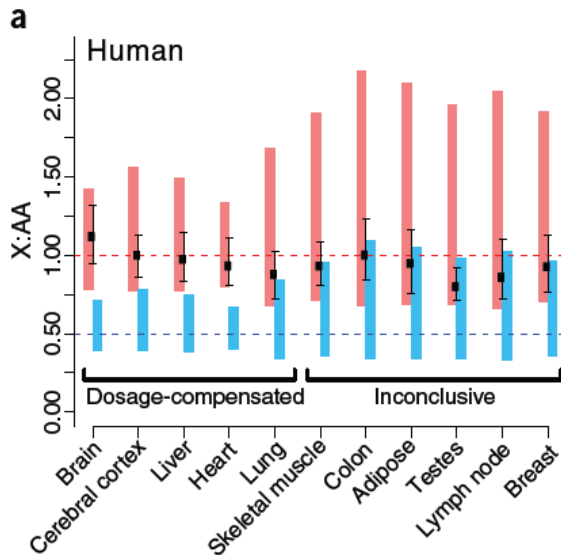 a
Human
X:AA
2.00
1.50
1.00
0.50
0.00
Dosage-compensated
Inconclusive
Brain
Cerebral cortex
Liver
Heart
Lung
Skeletal muscle
Colon
Adipose
Testes
Lymph node
Breast